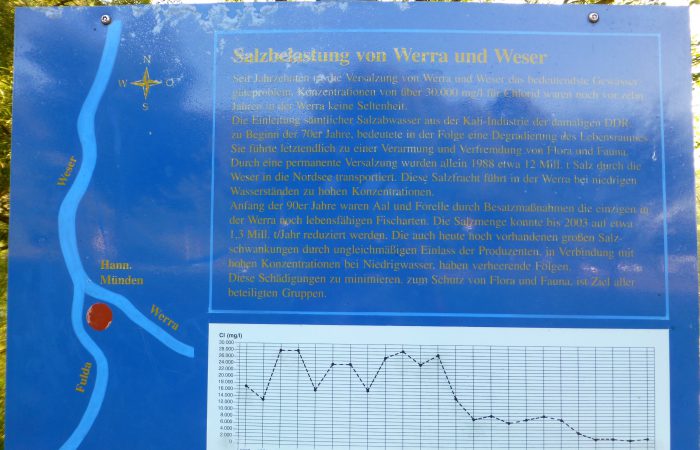 Salzbelastung von Werra und Weser
Seit Jahrzehnten ist die Versalzung von Werra und Weser das bedeutendste Gewässer-
güteproblem. Konzentrationen von über 30.000 mg/l für Chlorid waren noch vor zehn
Jahren in der Werra keine Seltenheit.
Die Einleitung sämtlicher Salzabwasser aus der Kali-Industrie der damaligen DDR
zu Beginn der 70er Jahre, bedeutete in der Folge eine Degradierung des Lebensraumes.
Sie führte letztendlich zu einer Verarmung und Verfremdung von Flora und Fauna.
Durch eine permanente Versalzung wurden allein 1988 etwa 12 Mill. t Salz durch die
Weser in die Nordsee transportiert. Diese Salzfracht führt in der Werra bei niedrigen
Wasserständen zu hohen Konzentrationen.
Anfang der 90er Jahre waren Aal und Forelle durch Besatzmaßnahmen die einzigen in
der Werra noch lebensfähigen Fischarten. Die Salzmenge konnte bis 2003 auf etwa
1,3 Mill. t/Jahr reduziert werden. Die auch heute noch vorhandenen großen Salz-
schwankungen durch ungleichmäßigen Einlass der Produzenten, in Verbindung mit
hohen Konzentrationen bei Niedrigwasser, haben verheerende Folgen.
Diese Schädigungen zu minimieren, zum Schutz von Flora und Fauna, ist Ziel aller
beteiligten Gruppen.
N
W O
S
Weser
Hann.
Münden
Werra
Fulda
Cl (mg/l)
30.000
28.000
26.000
24.000
22.000
20.000
18.000
16.000
14.000
12.000
10.000
8.000
6.000
4.000
2.000
0